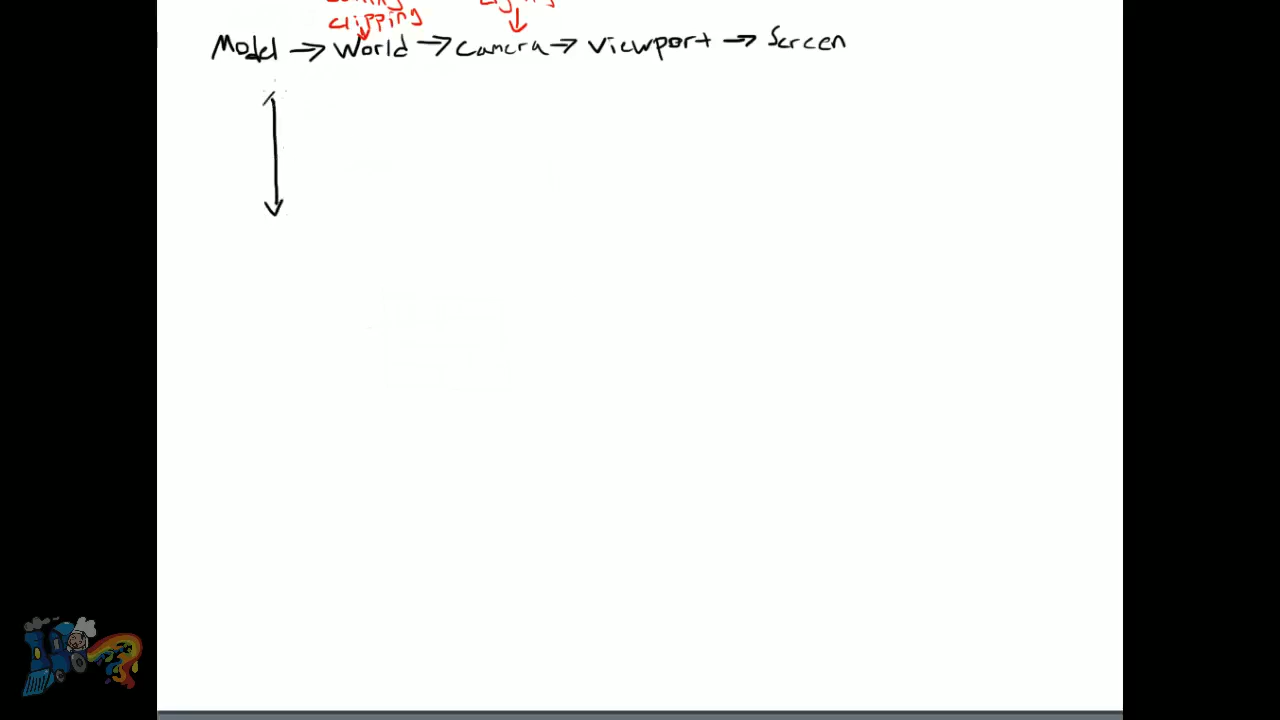 clipping
Model → World → Camera → Viewport → Screen